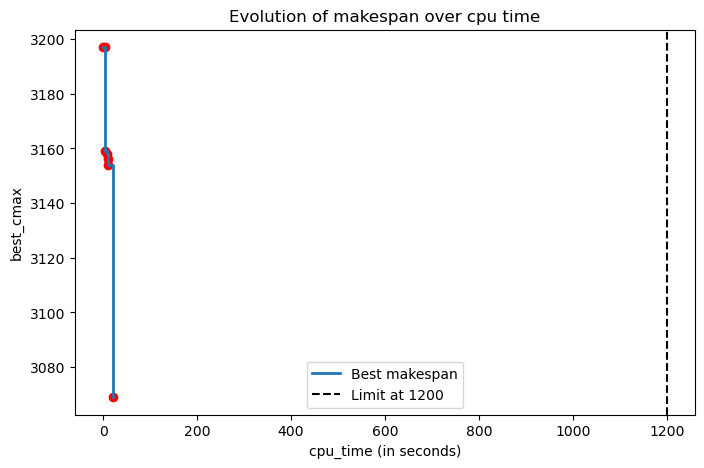 Evolution of makespan over cpu time
3200
3180
3160
3140
3120
3100
3080
best_cmax
0
200
400
600
800
1000
1200
cpu_time (in seconds)
Best makespan
Limit at 1200